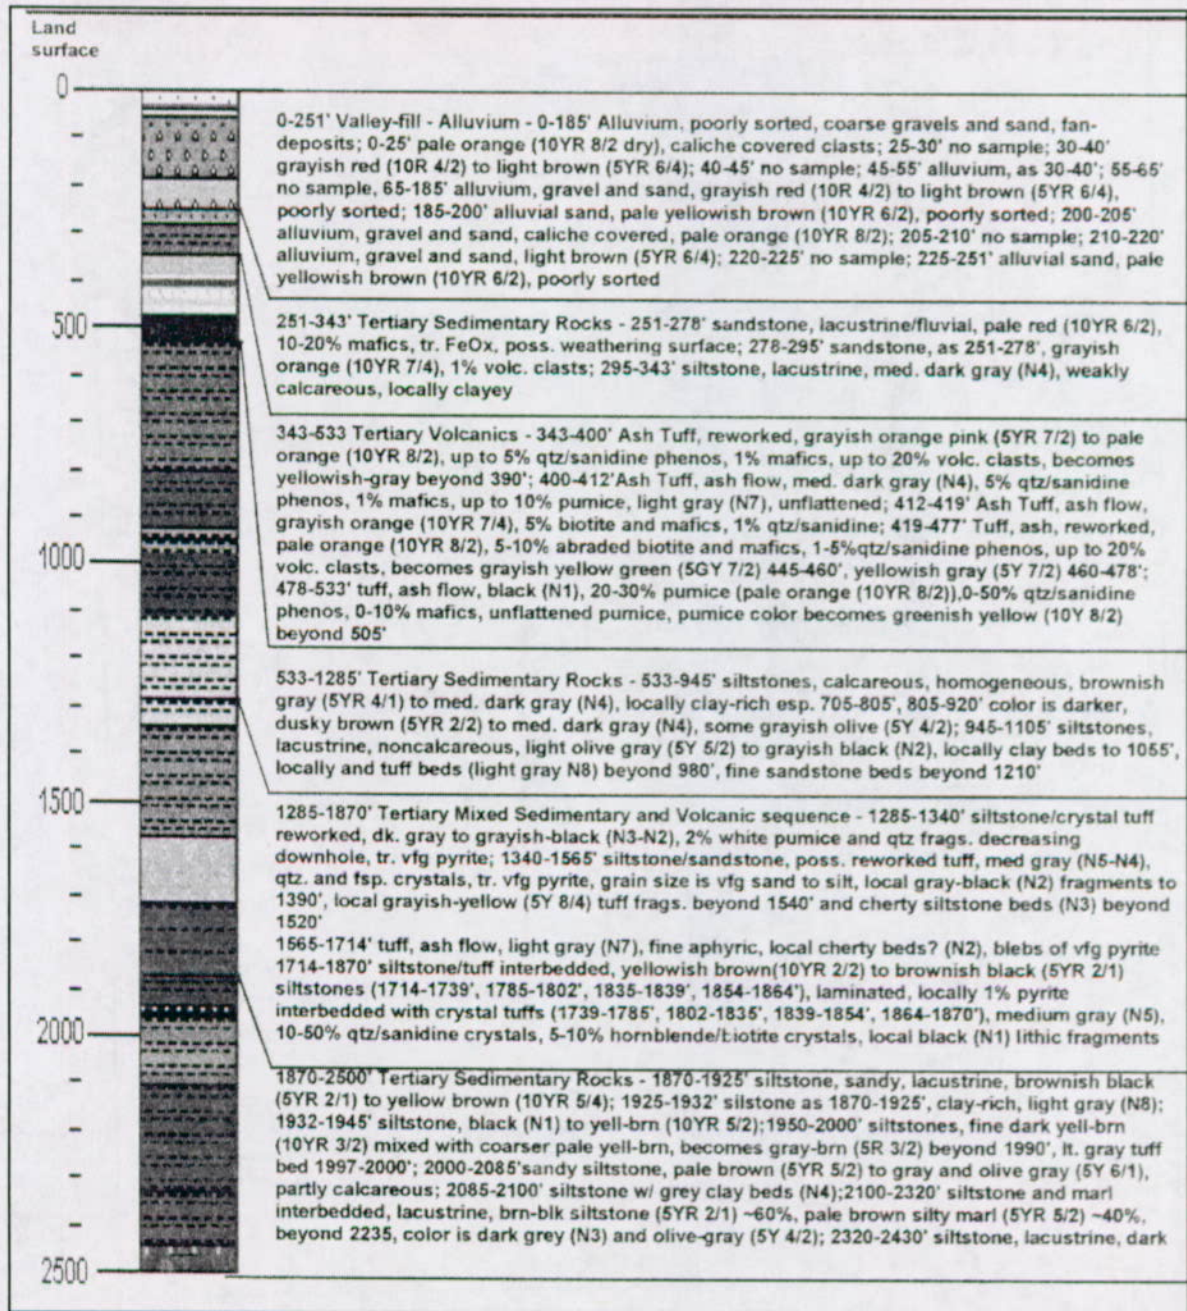 Land
surface
0
0-251' Valley-fill - Alluvium - 0-185' Alluvium, poorly sorted, coarse gravels and sand, fan-
deposits; 0-25' pale orange (10YR 8/2 dry), caliche covered clasts; 25-30' no sample; 30-40'
grayish red (10R 4/2) to light brown (5YR 6/4); 40-45' no sample; 45-55' alluvium, as 30-40'; 55-65'
no sample, 65-185' alluvium, gravel and sand, grayish red (10R 4/2) to light brown (5YR 6/4),
poorly sorted; 185-200' alluvial sand, pale yellowish brown (10YR 6/2), poorly sorted; 200-205'
alluvium, gravel and sand, caliche covered, pale orange (10YR 8/2); 205-210' no sample; 210-220'
alluvium, gravel and sand, light brown (5YR 6/4); 220-225' no sample; 225-251' alluvial sand, pale
yellowish brown (10YR 6/2), poorly sorted
500
251-343' Tertiary Sedimentary Rocks - 251-278' sandstone, lacustrine/fluvial, pale red (10YR 6/2),
10-20% mafics, tr. FeOx, poss. weathering surface; 278-295' sandstone, as 251-278', grayish
orange (10YR 7/4), 1% volc. clasts; 295-343' siltstone, lacustrine, med. dark gray (N4), weakly
calcareous, locally clayey
343-533 Tertiary Volcanics - 343-400' Ash Tuff, reworked, grayish orange pink (5YR 7/2) to pale
orange (10YR 8/2), up to 5% qtz/sanidine phenos, 1% mafics, up to 20% volc. clasts, becomes
yellowish-gray beyond 390'; 400-412'Ash Tuff, ash flow, med. dark gray (N4), 5% qtz/sanidine
phenos, 1% mafics, up to 10% pumice, light gray (N7), unflattened; 412-419' Ash Tuff, ash flow,
grayish orange (10YR 7/4), 5% biotite and mafics, 1% qtz/sanidine; 419-477' Tuff, ash, reworked,
pale orange (10YR 8/2), 5-10% abraded biotite and mafics, 1-5%qtz/sanidine phenos, up to 20%
volc. clasts, becomes grayish yellow green (5GY 7/2) 445-460', yellowish gray (5Y 7/2) 460-478';
478-533' tuff, ash flow, black (N1), 20-30% pumice (pale orange (10YR 8/2)),0-50% qtz/sanidine
phenos, 0-10% mafics, unflattened pumice, pumice color becomes greenish yellow (10Y 8/2)
beyond 505'
1000
533-1285' Tertiary Sedimentary Rocks - 533-945' siltstones, calcareous, homogeneous, brownish
gray (5YR 4/1) to med. dark gray (N4), locally clay-rich esp. 705-805', 805-920' color is darker,
dusky brown (5YR 2/2) to med. dark gray (N4), some grayish olive (5Y 4/2); 945-1105' siltstones,
lacustrine, noncalcareous, light olive gray (5Y 5/2) to grayish black (N2), locally clay beds to 1055',
locally and tuff beds (light gray N8) beyond 980', fine sandstone beds beyond 1210'
1500
1285-1870' Tertiary Mixed Sedimentary and Volcanic sequence - 1285-1340' siltstone/crystal tuff
reworked, dk. gray to grayish-black (N3-N2), 2% white pumice and qtz frags. decreasing
downhole, tr. vfg pyrite; 1340-1565' siltstone/sandstone, poss. reworked tuff, med gray (N5-N4),
qtz. and fsp. crystals, tr. vfg pyrite, grain size is vfg sand to silt, local gray-black (N2) fragments to
1390', local grayish-yellow (5Y 8/4) tuff frags. beyond 1540' and cherty siltstone beds (N3) beyond
1520'
1565-1714' tuff, ash flow, light gray (N7), fine aphyric, local cherty beds? (N2), blebs of vfg pyrite
1714-1870' siltstone/tuff interbedded, yellowish brown(10YR 2/2) to brownish black (5YR 2/1)
siltstones (1714-1739', 1785-1802', 1835-1839', 1854-1864'), laminated, locally 1% pyrite
interbedded with crystal tuffs (1739-1785', 1802-1835', 1839-1854', 1864-1870'), medium gray (N5),
10-50% qtz/sanidine crystals, 5-10% hornblende/biotite crystals, local black (N1) lithic fragments
2000
1870-2500' Tertiary Sedimentary Rocks - 1870-1925' siltstone, sandy, lacustrine, brownish black
(5YR 2/1) to yellow brown (10YR 5/4); 1925-1932' silstone as 1870-1925', clay-rich, light gray (N8);
1932-1945' siltstone, black (N1) to yell-brn (10YR 5/2);1950-2000' siltstones, fine dark yell-brn
(10YR 3/2) mixed with coarser pale yell-brn, becomes gray-brn (5R 3/2) beyond 1990', lt. gray tuff
bed 1997-2000'; 2000-2085'sandy siltstone, pale brown (5YR 5/2) to gray and olive gray (5Y 6/1),
partly calcareous; 2085-2100' siltstone w/ grey clay beds (N4);2100-2320' siltstone and marl
interbedded, lacustrine, brn-blk siltstone (5YR 2/1) ~60%, pale brown silty marl (5YR 5/2) ~40%,
beyond 2235, color is dark grey (N3) and olive-gray (5Y 4/2); 2320-2430' siltstone, lacustrine, dark
2500